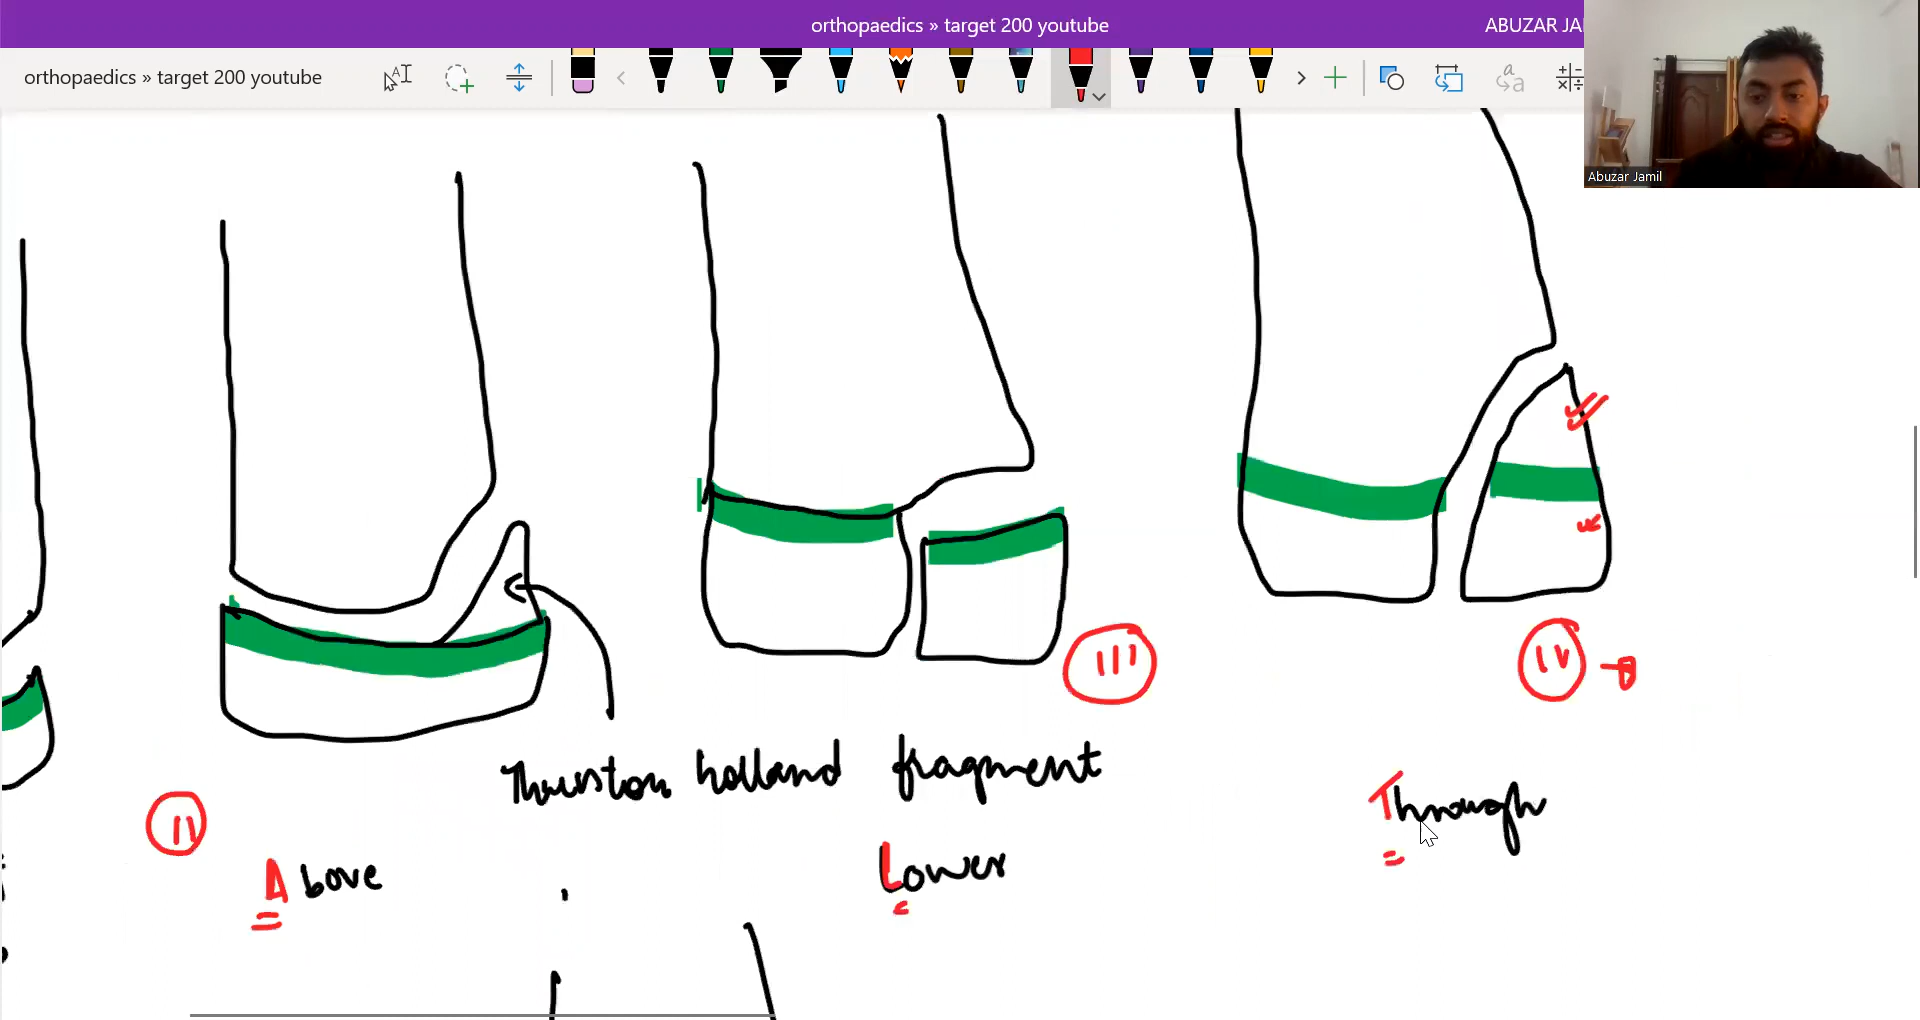 orthopaedics » target 200 youtube
ABUZAR JAI
orthopaedics » target 200 youtube
Abuzar Jamil
III
IV
Thurston holland fragment
II
Through
Above
Lower